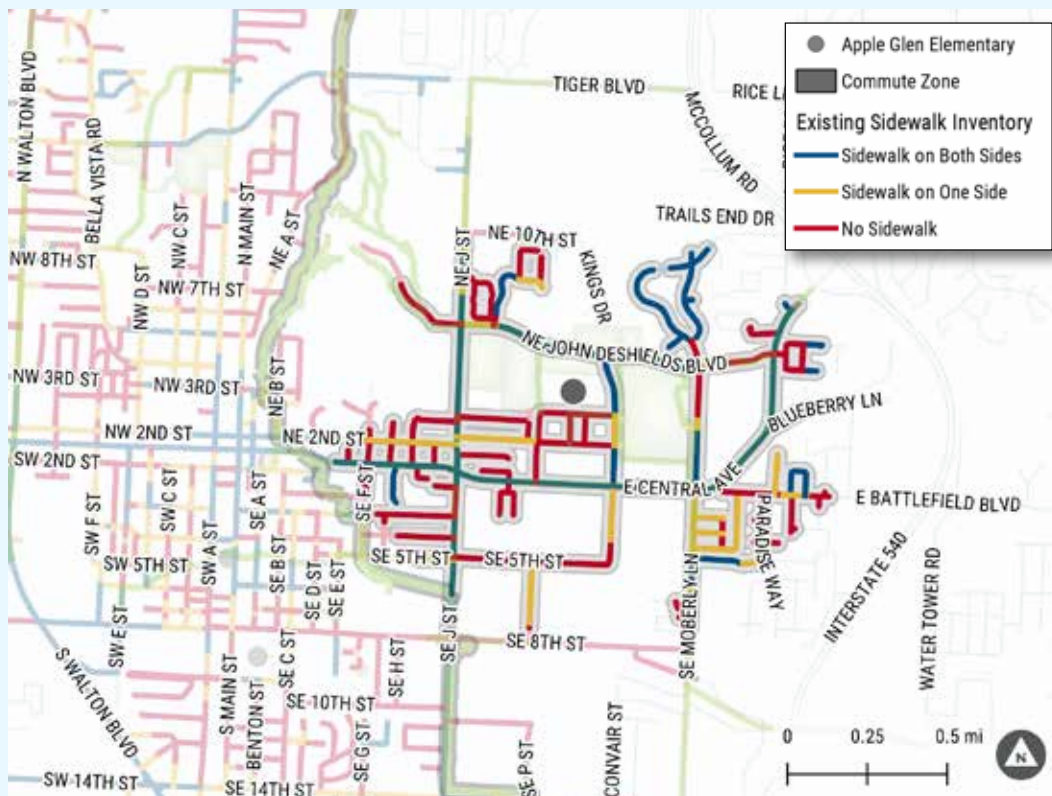 Apple Glen Elementary
Commute Zone
Existing Sidewalk Inventory
Sidewalk on Both Sides
Sidewalk on One Side
No Sidewalk
N WALTON BLVD
BELLA VISTA RD
TIGER BLVD
RICE L
MCCOLLUM RD
TRAILS END DR
NW C ST
N MAIN ST
NE A ST
NW 8TH ST
NW D ST
NW 7TH ST
NE J ST
NE 107TH ST
KINGS DR
NE JOHN DESHIELDS BLVD
NW 3RD ST
NW 3RD ST
NE B ST
BLUEBERRY LN
NW 2ND ST
NE 2ND ST
SW 2ND ST
E CENTRAL AVE
E BATTLEFIELD BLVD
SW F ST
SW C ST
SW A ST
SE A ST
SE F ST
PARADISE WAY
SW 5TH ST
SE B ST
SE D ST
SE E ST
SE 5TH ST
SE 5TH ST
SE MOBERLY LN
INTERSTATE 540
WATER TOWER RD
SW E ST
S WALTON BLVD
S MAIN ST
BENTON ST
SE C ST
SE H ST
SE J ST
SE 8TH ST
SE 10TH ST
SE G ST
SE P ST
CONVAIR ST
SW 14TH ST
SE 14TH ST
0 0.25 0.5 mi
N